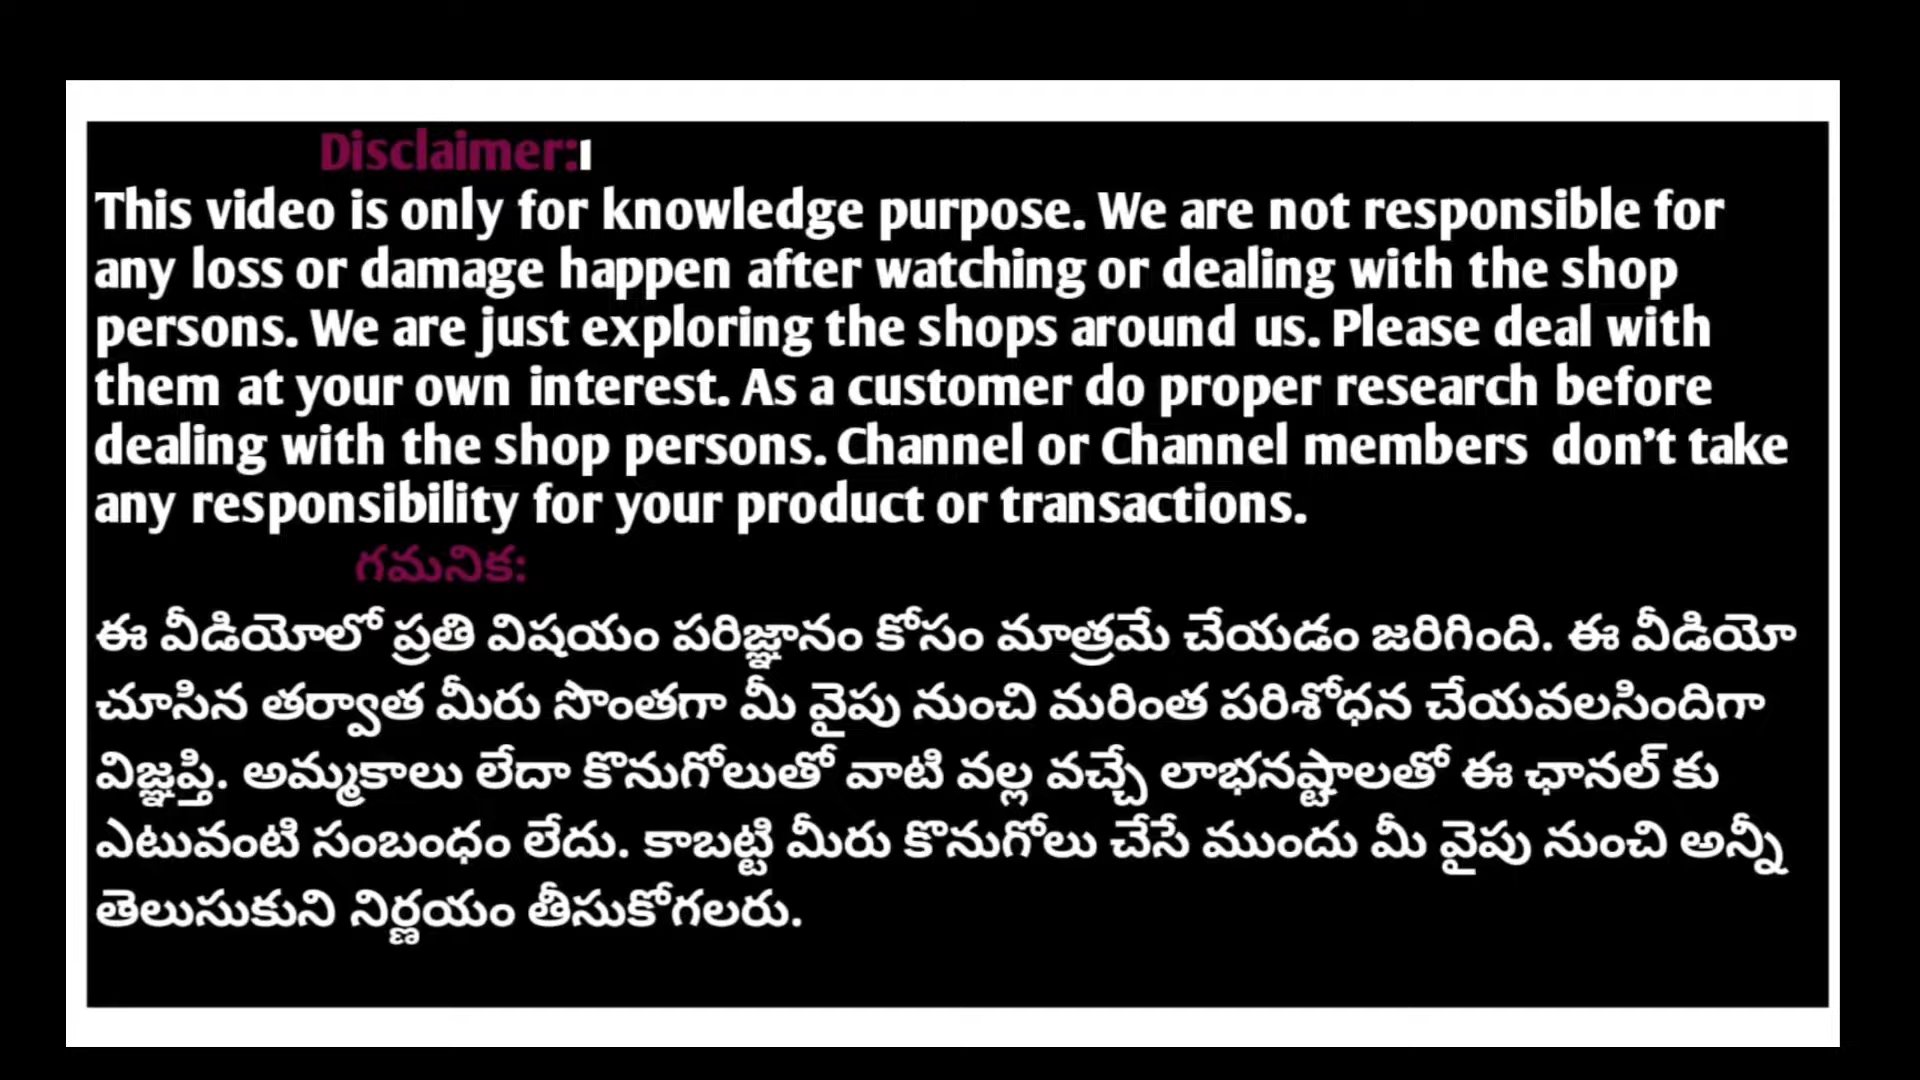 Disclaimer:
This video is only for knowledge purpose. We are not responsible for
any loss or damage happen after watching or dealing with the shop
persons. We are just exploring the shops around us. Please deal with
them at your own interest. As a customer do proper research before
dealing with the shop persons. Channel or Channel members don't take
any responsibility for your product or transactions.
గమనిక:
ఈ వీడియోలో ప్రతి విషయం పరిజ్ఞానం కోసం మాత్రమే చేయడం జరిగింది. ఈ వీడియో
చూసిన తర్వాత మీరు సొంతగా మీ వైపు నుంచి మరింత పరిశోధన చేయవలసిందిగా
విజ్ఞప్తి. అమ్మకాలు లేదా కొనుగోలుతో వాటి వల్ల వచ్చే లాభనష్టాలతో ఈ ఛానల్ కు
ఎటువంటి సంబంధం లేదు. కాబట్టి మీరు కొనుగోలు చేసే ముందు మీ వైపు నుంచి అన్నీ
తెలుసుకుని నిర్ణయం తీసుకోగలరు.